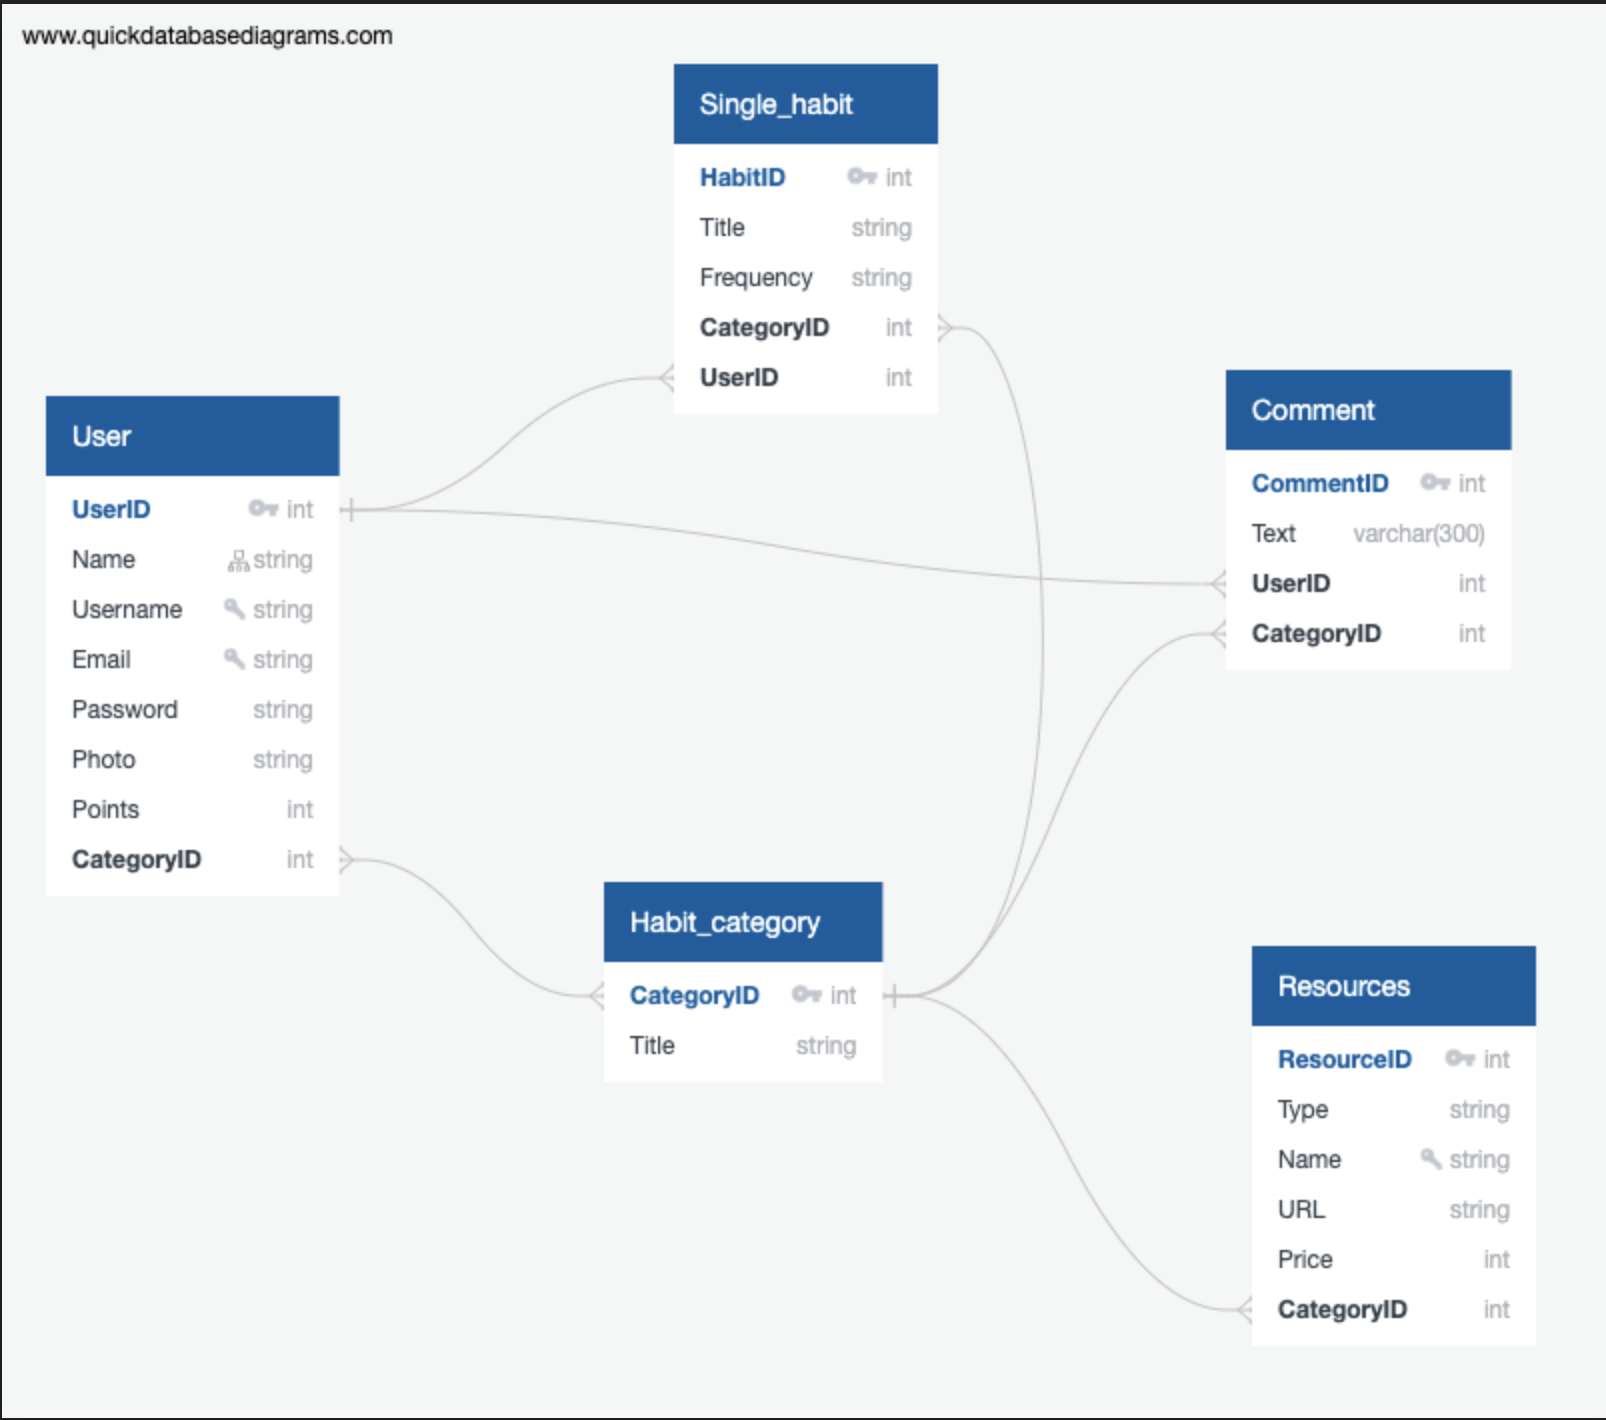 www.quickdatabasediagrams.com
Single_habit
HabitID int
Title string
Frequency string
CategoryID int
UserID int
User
UserID int
Name string
Username string
Email string
Password string
Photo string
Points int
CategoryID int
Comment
CommentID int
Text varchar(300)
UserID int
CategoryID int
Habit_category
CategoryID int
Title string
Resources
ResourceID int
Type string
Name string
URL string
Price int
CategoryID int